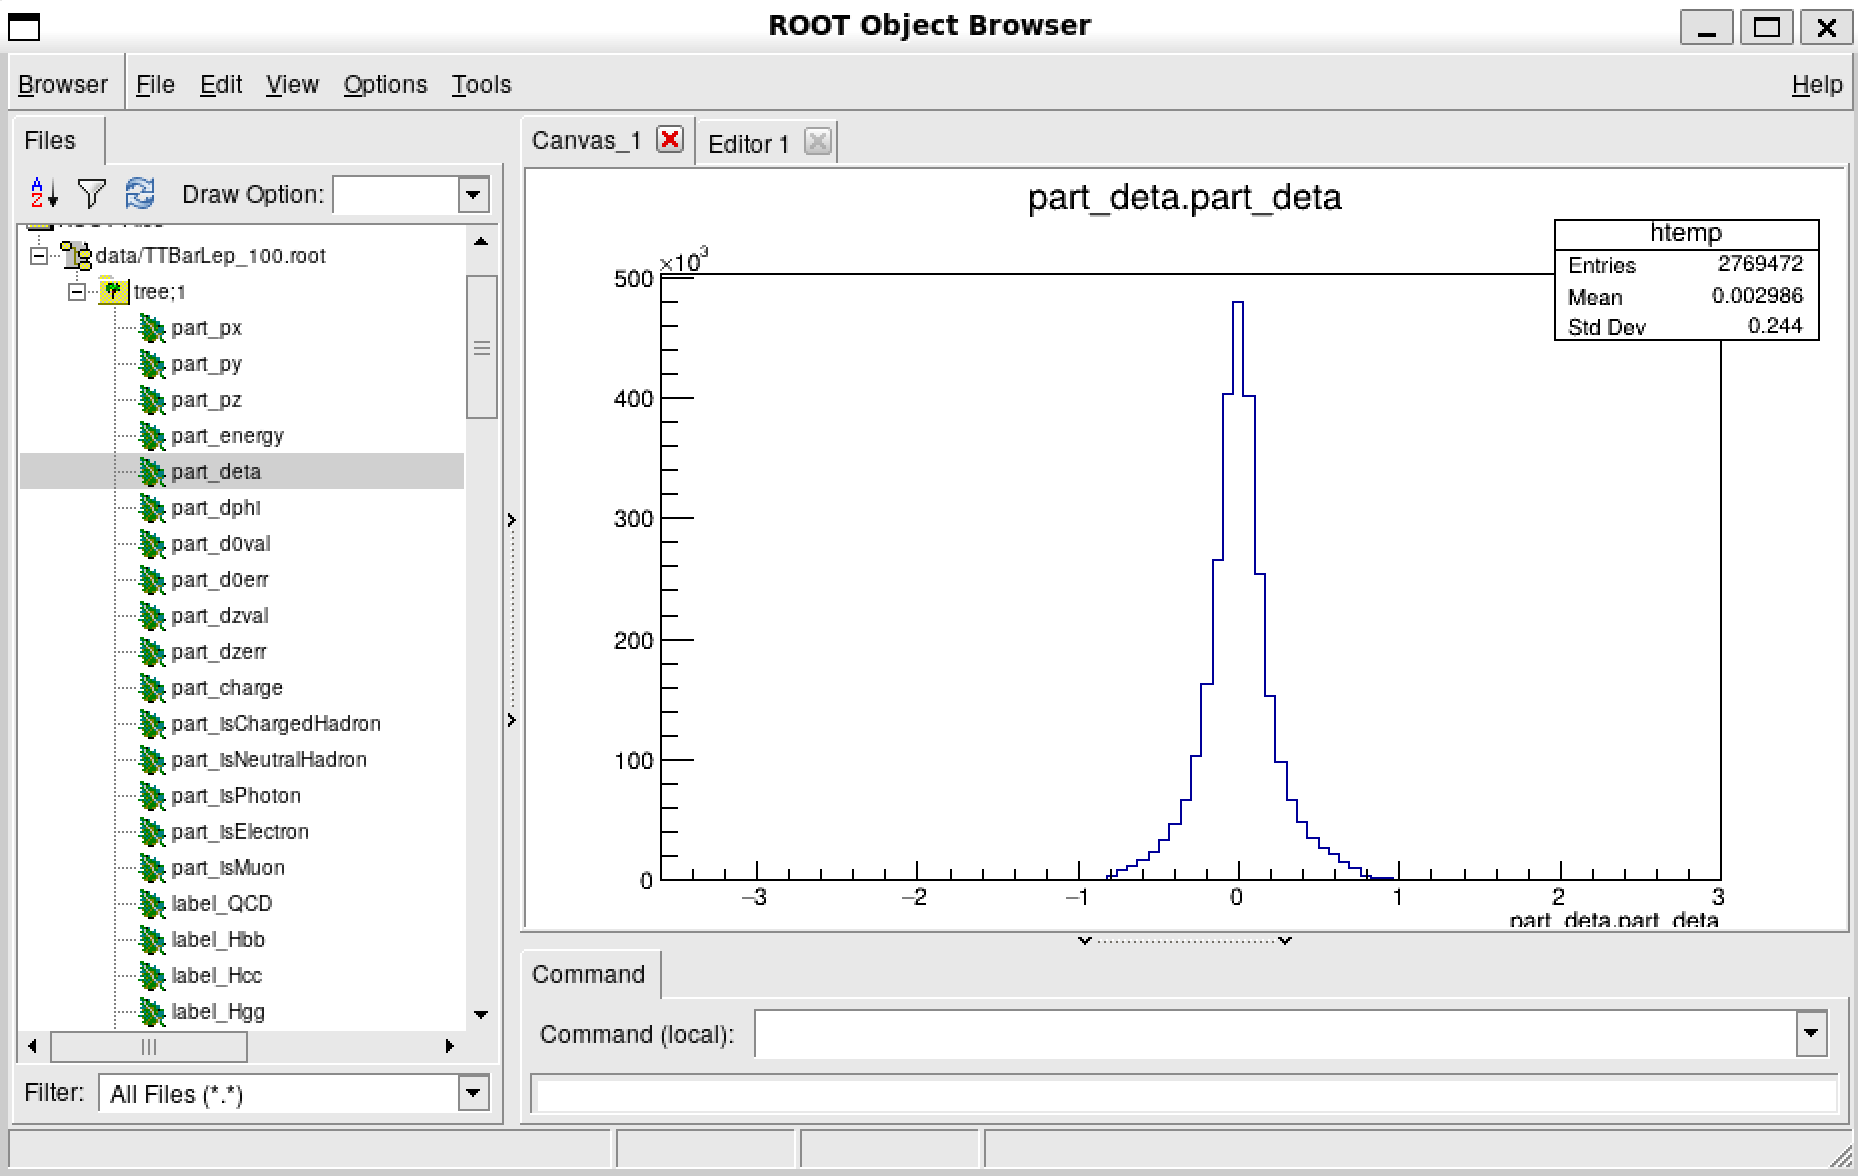 ROOT Object Browser
Browser File Edit View Options Tools Help
Files
Draw Option:
data/TTBarLep_100.root
tree;1
part_px
part_py
part_pz
part_energy
part_deta
part_dphi
part_d0val
part_d0err
part_dzval
part_dzerr
part_charge
part_isChargedHadron
part_isNeutralHadron
part_isPhoton
part_isElectron
part_isMuon
label_QCD
label_Hbb
label_Hcc
label_Hgg
Filter: All Files (*.*)
Canvas_1 Editor 1
part_deta.part_deta
htemp
Entries 2769472
Mean 0.002986
Std Dev 0.244
×10³
500
400
300
200
100
0
−3 −2 −1 0 1 2 3
part_deta.part_deta
Command
Command (local):